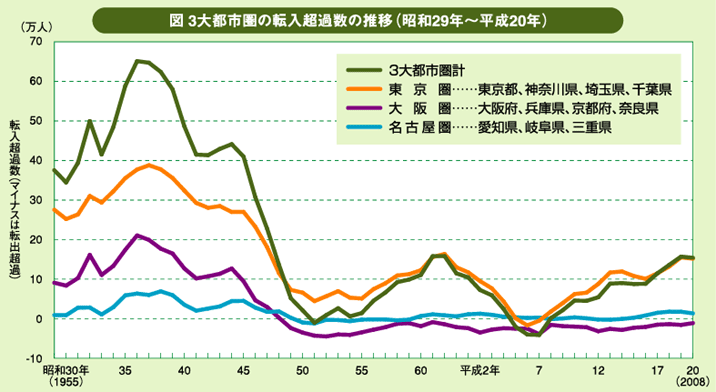 図 3大都市圏の転入超過数の推移（昭和29年～平成20年）
（万人）
70
60
50
40
30
20
10
0
-10
転入超過数（マイナスは転出超過）
3大都市圏計
東京圏……東京都、神奈川県、埼玉県、千葉県
大阪圏……大阪府、兵庫県、京都府、奈良県
名古屋圏……愛知県、岐阜県、三重県
昭和30年 35 40 45 50 55 60 平成2年 7 12 17 20
（1955） （2008）